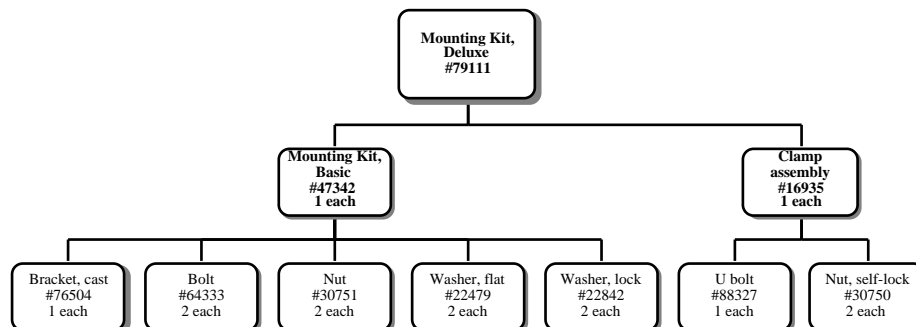 Mounting Kit,
Deluxe
#79111
Mounting Kit,
Basic
#47342
1 each
Clamp
assembly
#16935
1 each
Bracket, cast
#76504
1 each
Bolt
#64333
2 each
Nut
#30751
2 each
Washer, flat
#22479
2 each
Washer, lock
#22842
2 each
U bolt
#88327
1 each
Nut, self-lock
#30750
2 each